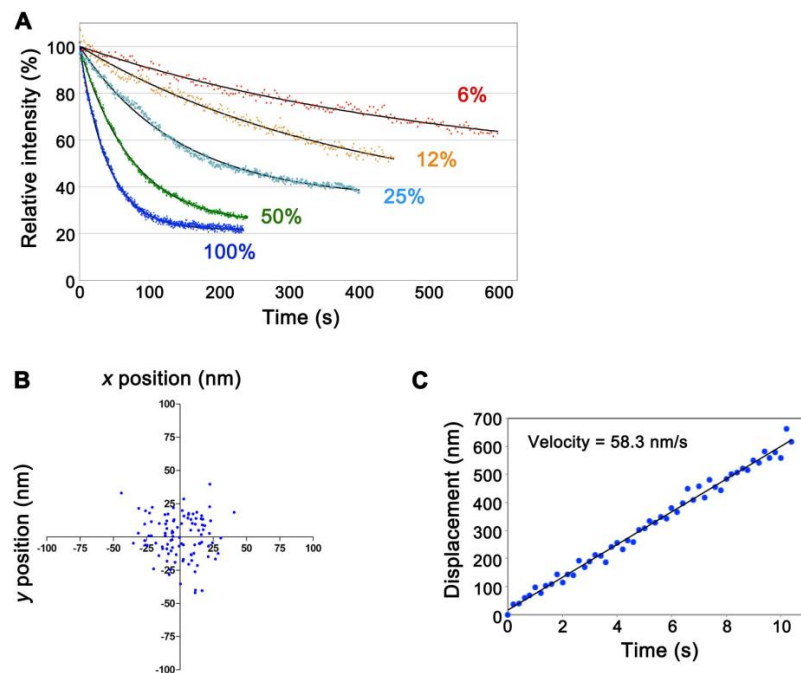 A
Relative intensity (%)
100
80
60
40
20
0
6%
12%
25%
50%
100%
0 100 200 300 400 500 600
Time (s)
B
x position (nm)
y position (nm)
100
75
50
25
-100 -75 -50 -25 0 25 50 75 100
-25
-50
-75
-100
C
Displacement (nm)
700
600
500
400
300
200
100
0
Velocity = 58.3 nm/s
0 2 4 6 8 10
Time (s)